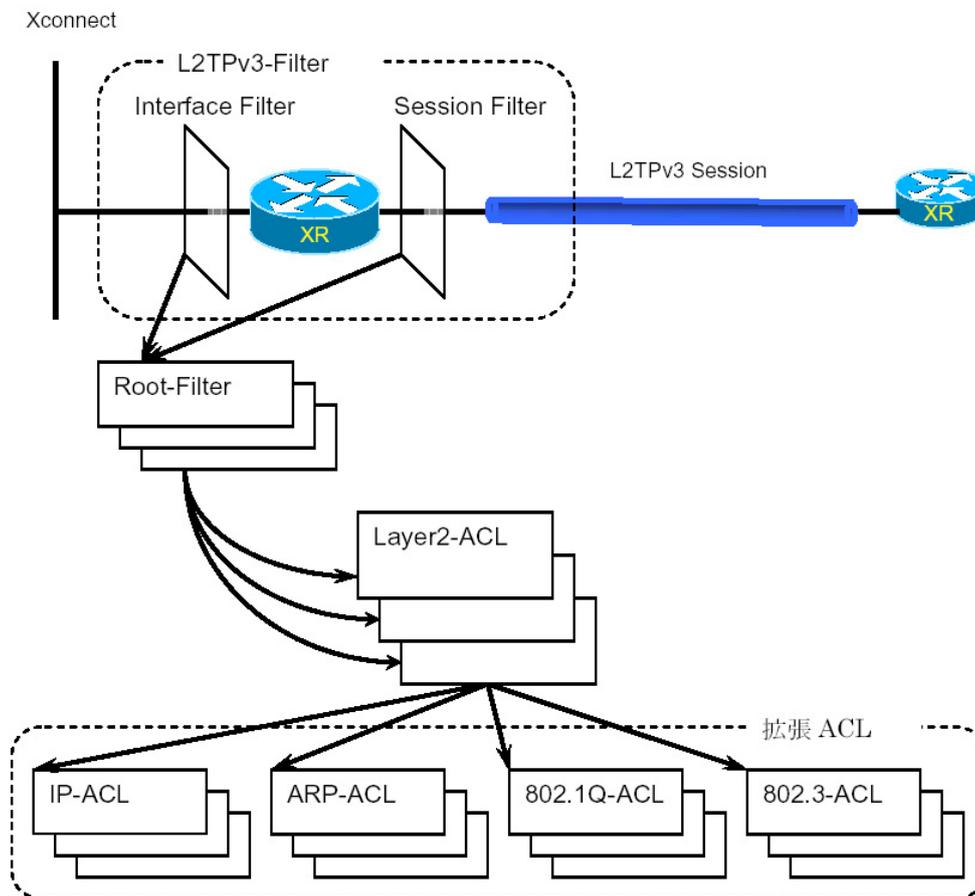 Xconnect
L2TPv3-Filter
Interface Filter
Session Filter
L2TPv3 Session
XR
XR
Root-Filter
Layer2-ACL
拡張 ACL
IP-ACL
ARP-ACL
802.1Q-ACL
802.3-ACL